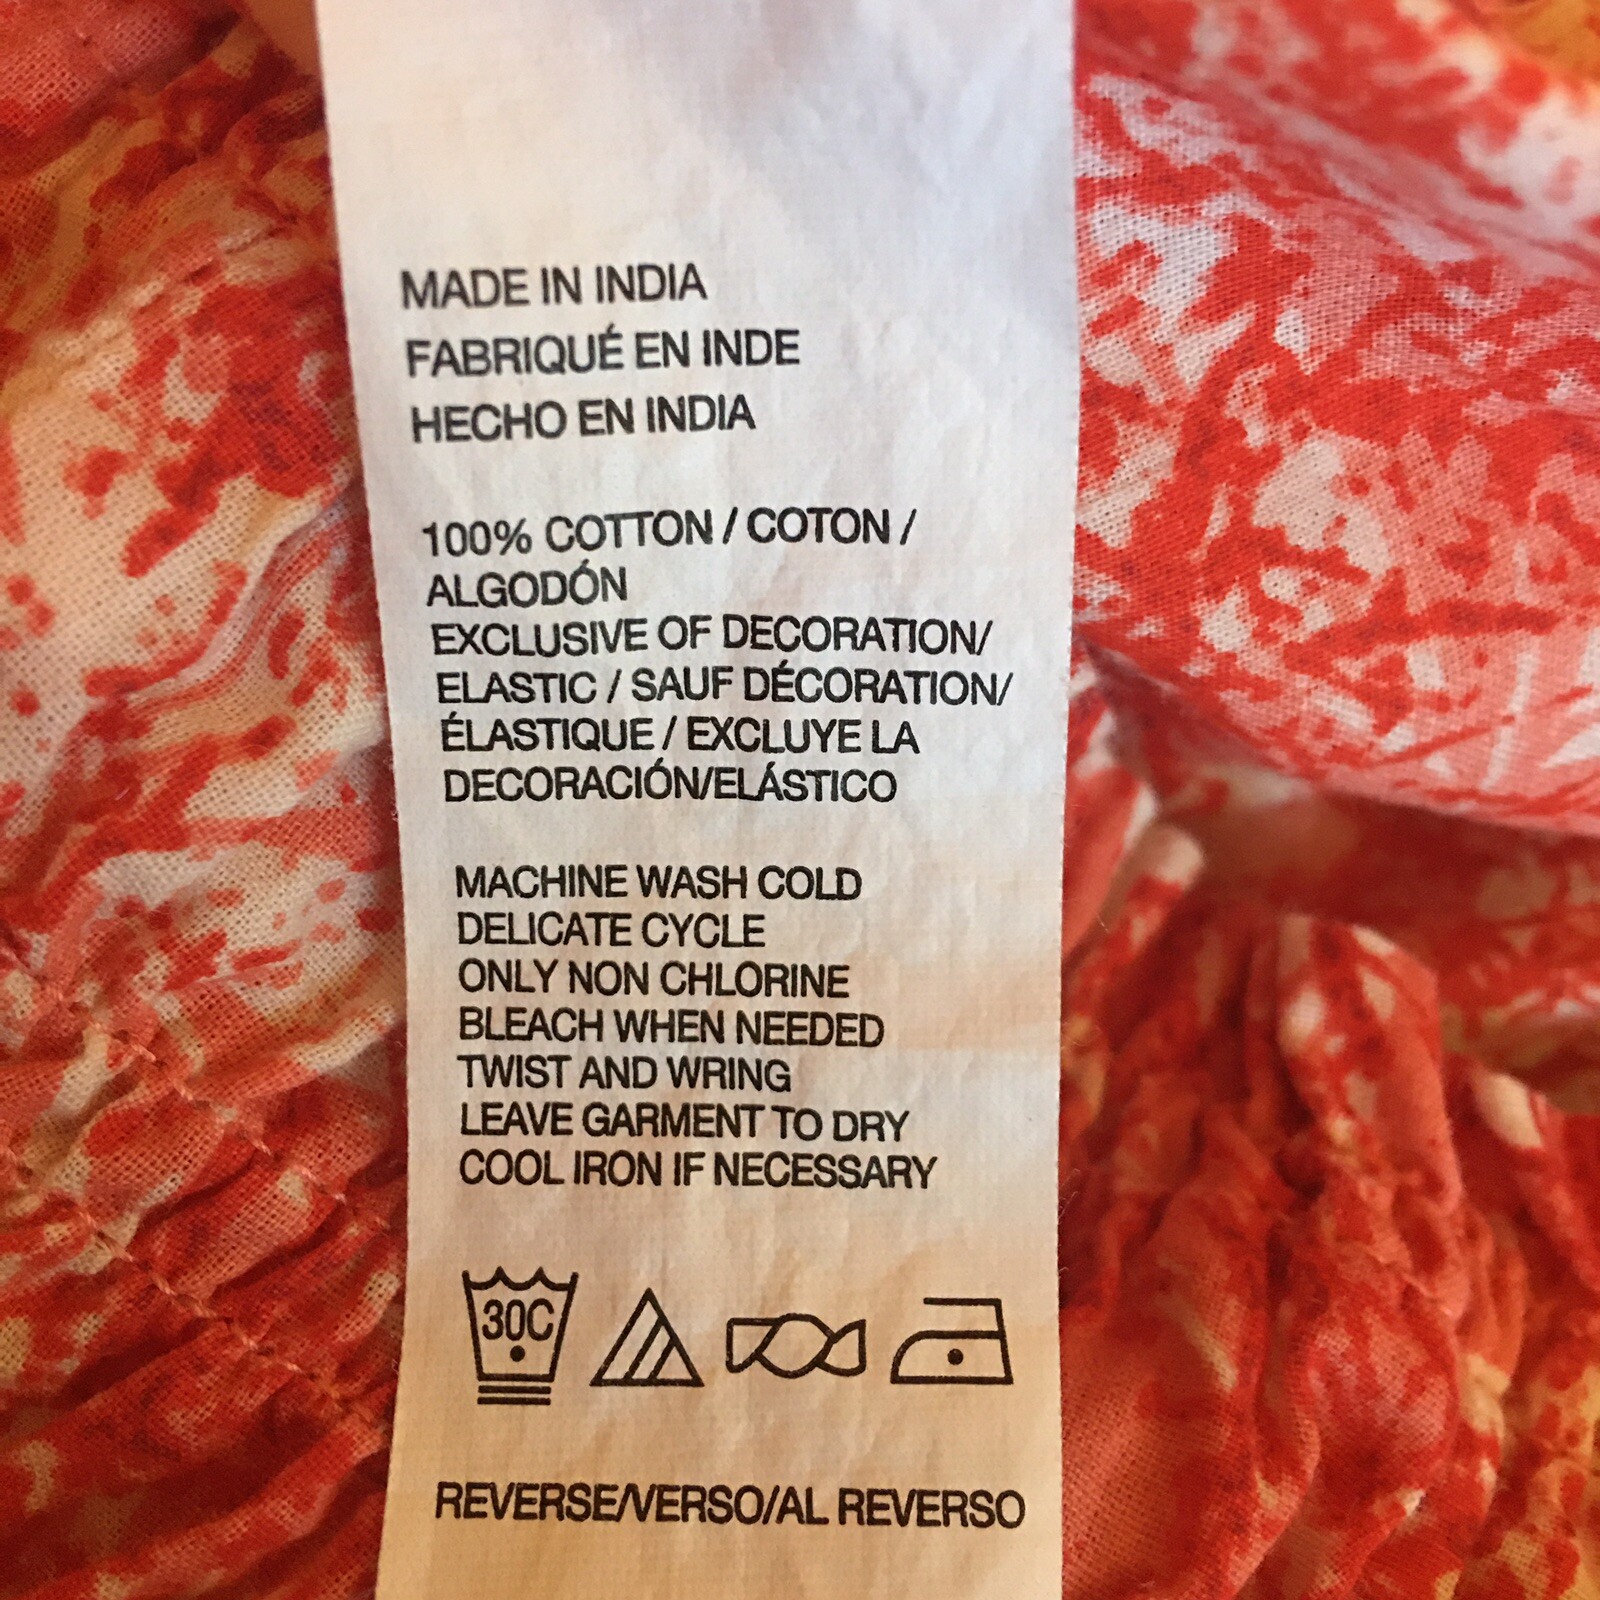 MADE IN INDIA
FABRIQUÉ EN INDE
HECHO EN INDIA
100% COTTON / COTON /
ALGODÓN
EXCLUSIVE OF DECORATION/
ELASTIC / SAUF DÉCORATION/
ÉLASTIQUE / EXCLUYE LA
DECORACIÓN/ELÁSTICO
MACHINE WASH COLD
DELICATE CYCLE
ONLY NON CHLORINE
BLEACH WHEN NEEDED
TWIST AND WRING
LEAVE GARMENT TO DRY
COOL IRON IF NECESSARY
30C
REVERSE/VERSO/AL REVERSO